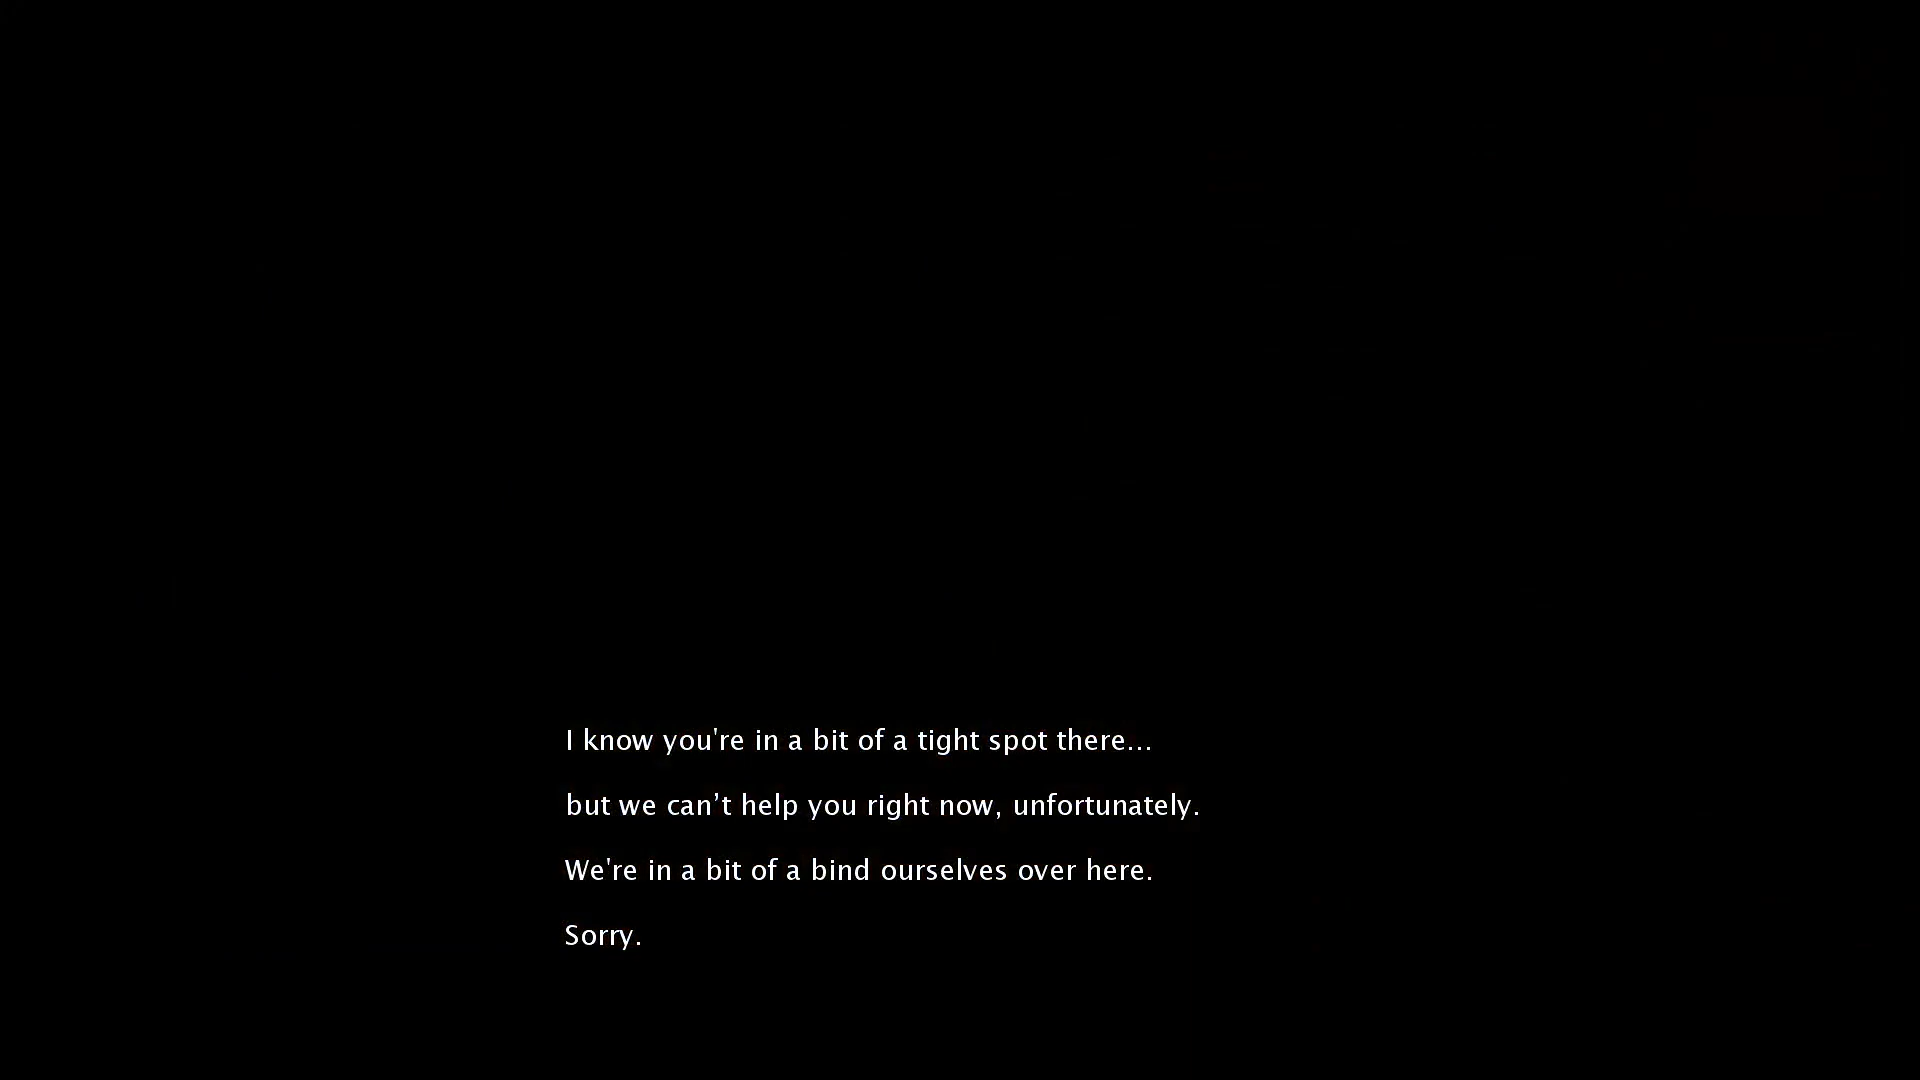 I know you're in a bit of a tight spot there...
but we can’t help you right now, unfortunately.
We're in a bit of a bind ourselves over here.
Sorry.